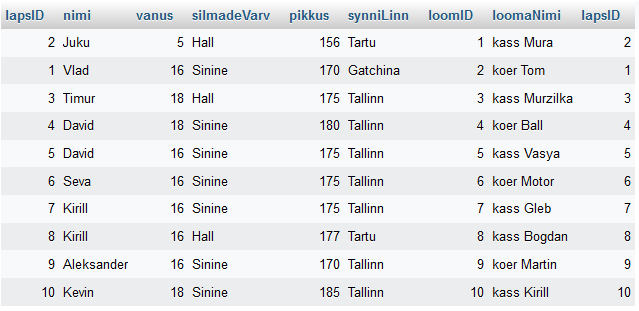 lapsID nimi vanus silmadeVarv pikkus synniLinn loomID loomaNimi lapsID
2 Juku 5 Hall 156 Tartu 1 kass Mura 2
1 Vlad 16 Sinine 170 Gatchina 2 koer Tom 1
3 Timur 18 Hall 175 Tallinn 3 kass Murzilka 3
4 David 18 Sinine 180 Tallinn 4 koer Ball 4
5 David 16 Sinine 175 Tallinn 5 kass Vasya 5
6 Seva 16 Sinine 175 Tallinn 6 koer Motor 6
7 Kirill 16 Sinine 175 Tallinn 7 kass Gleb 7
8 Kirill 16 Hall 177 Tartu 8 kass Bogdan 8
9 Aleksander 16 Sinine 170 Tallinn 9 koer Martin 9
10 Kevin 18 Sinine 185 Tallinn 10 kass Kirill 10